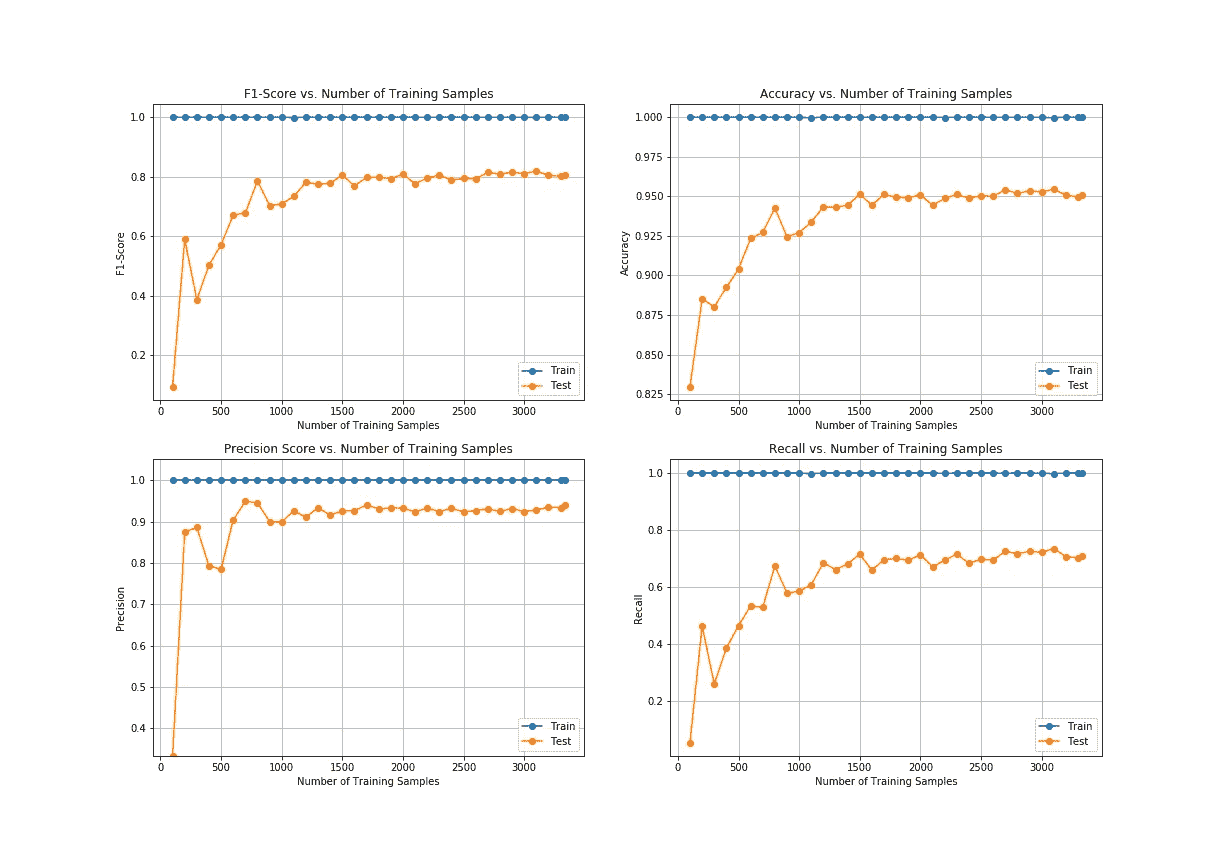 F1-Score vs. Number of Training Samples
1.0
0.8
0.6
0.4
0.2
F1-Score
Train
Test
0 500 1000 1500 2000 2500 3000
Number of Training Samples
Accuracy vs. Number of Training Samples
1.000
0.975
0.950
0.925
0.900
0.875
0.850
0.825
Accuracy
Train
Test
0 500 1000 1500 2000 2500 3000
Number of Training Samples
Precision Score vs. Number of Training Samples
1.0
0.9
0.8
0.7
0.6
0.5
0.4
Precision
Train
Test
0 500 1000 1500 2000 2500 3000
Number of Training Samples
Recall vs. Number of Training Samples
1.0
0.8
0.6
0.4
0.2
Recall
Train
Test
0 500 1000 1500 2000 2500 3000
Number of Training Samples